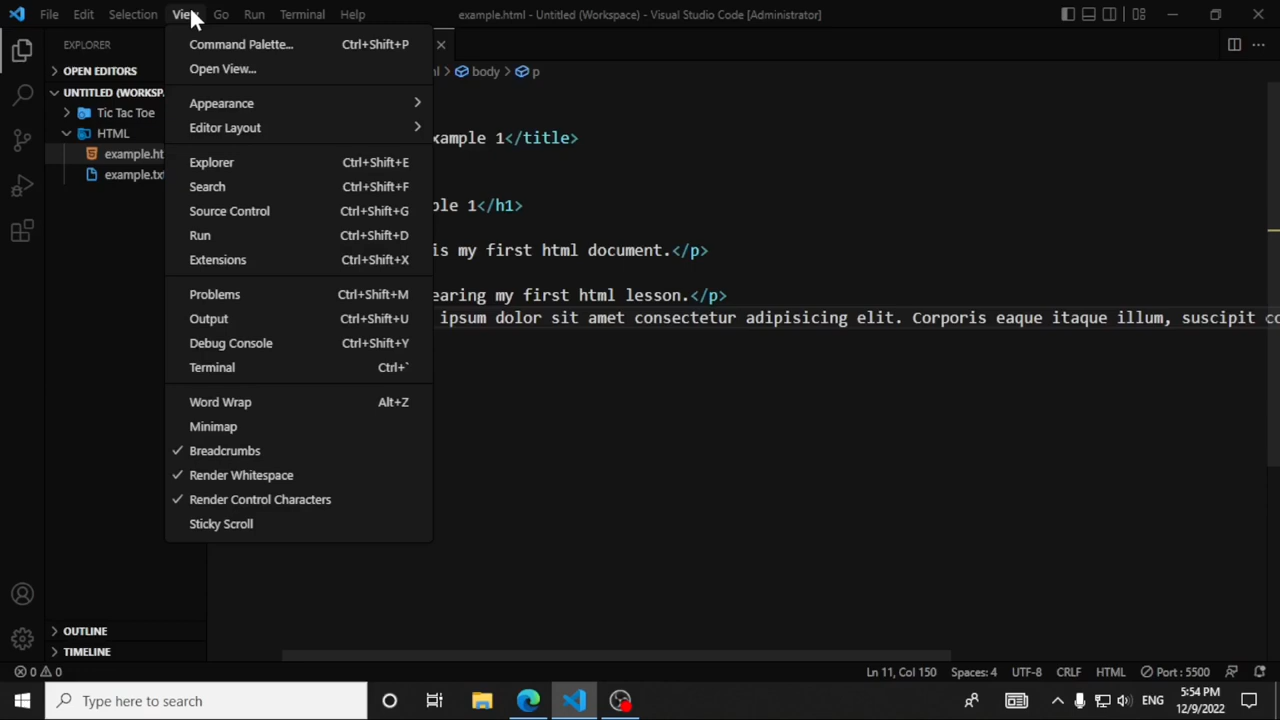 File Edit Selection View Go Run Terminal Help example.html - Untitled (Workspace) - Visual Studio Code [Administrator]
EXPLORER
OPEN EDITORS
UNTITLED (WORKSP.
Tic Tac Toe
HTML
example.ht
example.tx
Command Palette... Ctrl+Shift+P
Open View...
Appearance
Editor Layout
Explorer Ctrl+Shift+E
Search Ctrl+Shift+F
Source Control Ctrl+Shift+G
Run Ctrl+Shift+D
Extensions Ctrl+Shift+X
Problems Ctrl+Shift+M
Output Ctrl+Shift+U
Debug Console Ctrl+Shift+Y
Terminal Ctrl+`
Word Wrap Alt+Z
Minimap
Breadcrumbs
Render Whitespace
Render Control Characters
Sticky Scroll
body p
ample 1</title>
ple 1</h1>
is my first html document.</p>
earing my first html lesson.</p>
ipsum dolor sit amet consectetur adipisicing elit. Corporis eaque itaque illum, suscipit co
OUTLINE
TIMELINE
0 0 Ln 11, Col 150 Spaces: 4 UTF-8 CRLF HTML Port : 5500
Type here to search
ENG
5:54 PM
12/9/2022